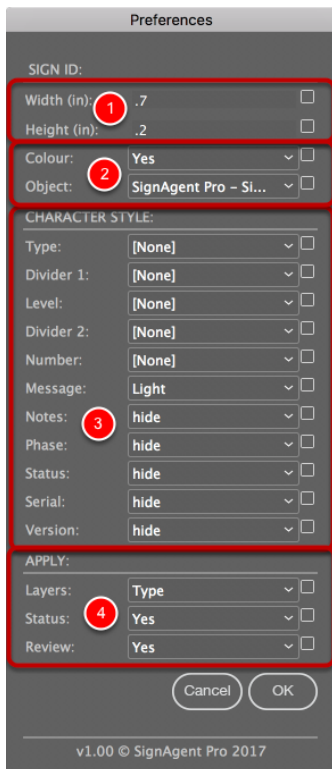 Preferences
SIGN ID:
Width (in): .7
1
Height (in): .2
Colour: Yes
2
Object: SignAgent Pro – Si...
CHARACTER STYLE:
Type: [None]
Divider 1: [None]
Level: [None]
Divider 2: [None]
Number: [None]
Message: Light
Notes: hide
3
Phase: hide
Status: hide
Serial: hide
Version: hide
APPLY:
Layers: Type
Status: Yes
4
Review: Yes
Cancel OK
v1.00 © SignAgent Pro 2017